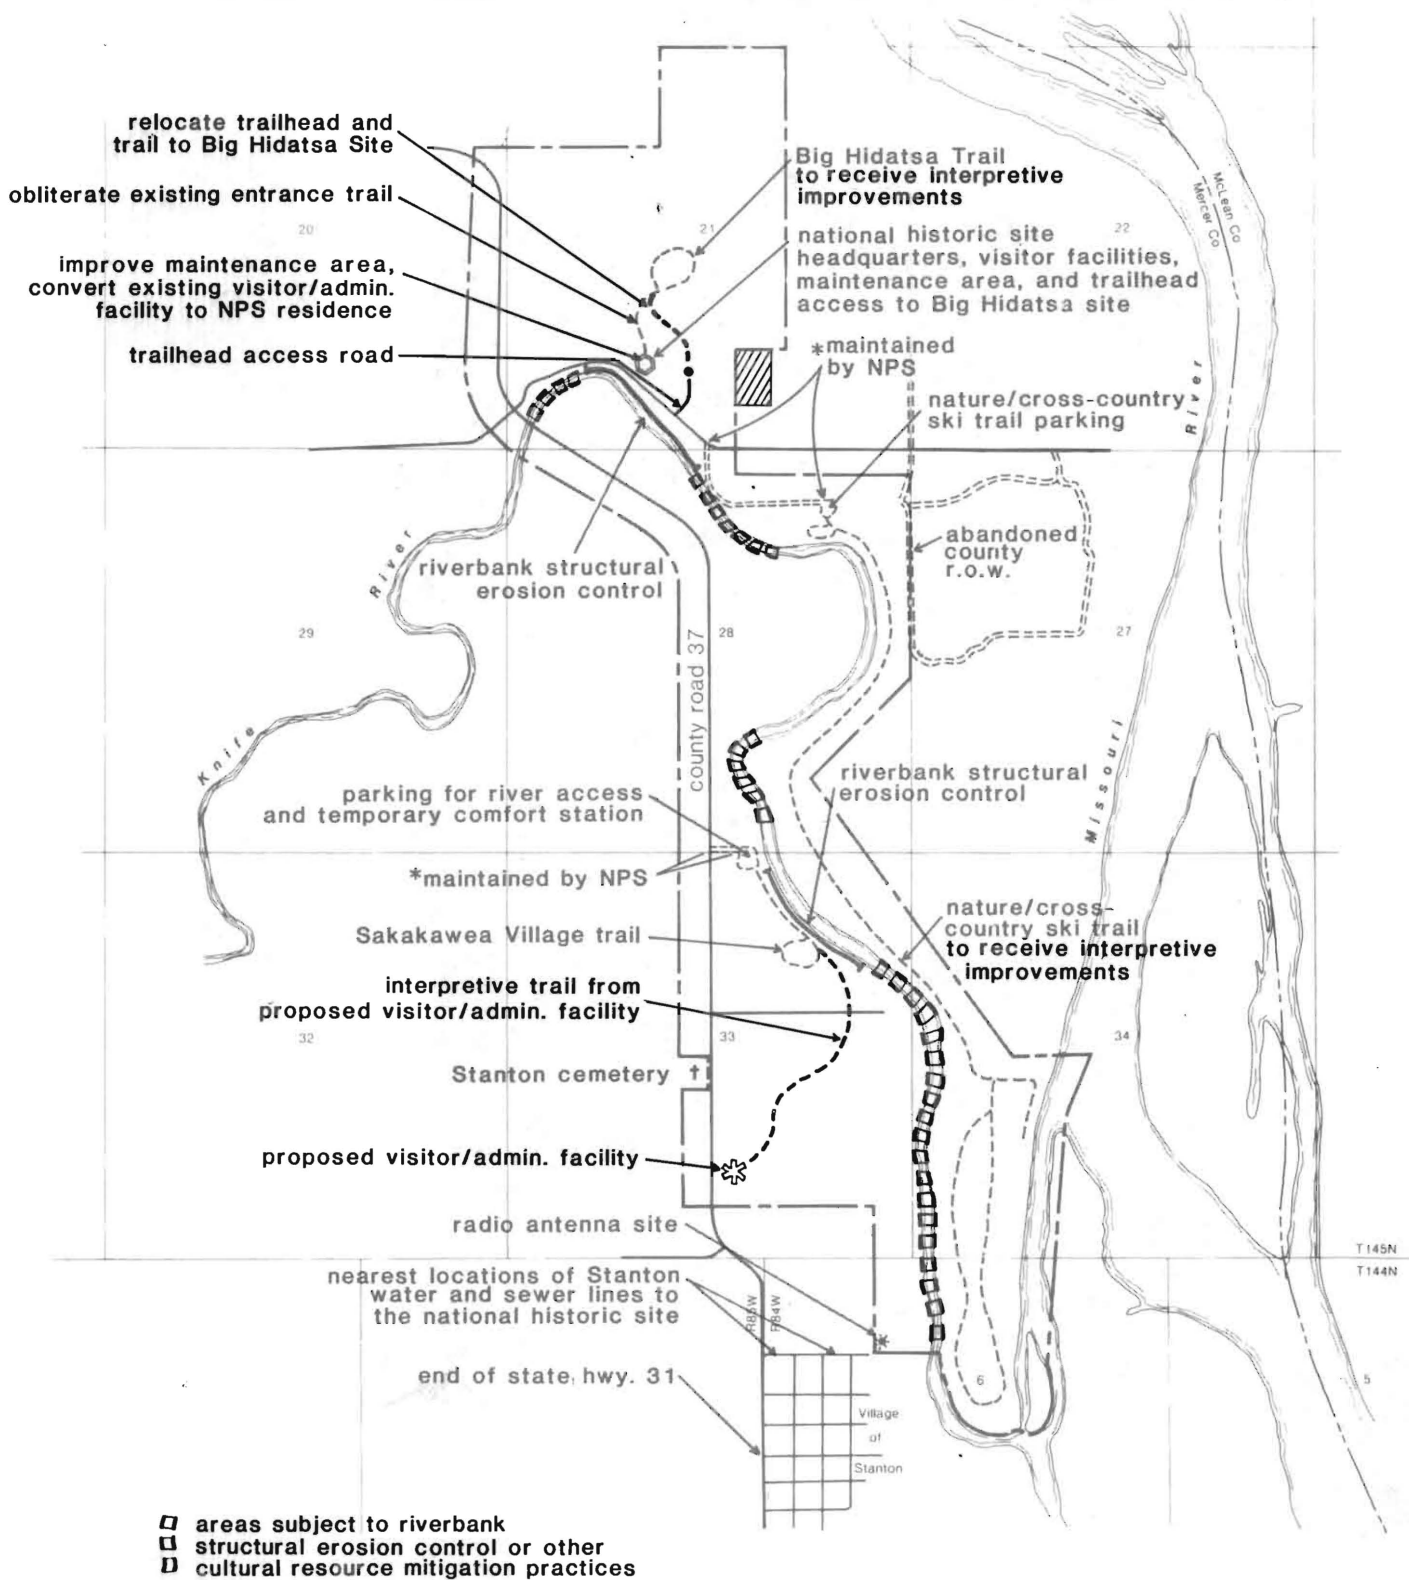 relocate trailhead and
trail to Big Hidatsa Site
obliterate existing entrance trail
improve maintenance area,
convert existing visitor/admin.
facility to NPS residence
trailhead access road
Big Hidatsa Trail
to receive interpretive
improvements
national historic site
headquarters, visitor facilities,
maintenance area, and trailhead
access to Big Hidatsa site
*maintained
by NPS
nature/cross-country
ski trail parking
20
21
22
McLean Co
Mercer Co
River
abandoned
county
r.o.w.
River
riverbank structural
erosion control
29
28
27
county road 37
Knife
Missouri
riverbank structural
erosion control
parking for river access
and temporary comfort station
*maintained by NPS
Sakakawea Village trail
nature/cross-
country ski trail
to receive interpretive
improvements
interpretive trail from
proposed visitor/admin. facility
32
33
34
Stanton cemetery
proposed visitor/admin. facility
radio antenna site
T145N
T144N
nearest locations of Stanton
water and sewer lines to
the national historic site
R85W
R84W
end of state hwy. 31
6
5
Village
of
Stanton
areas subject to riverbank
structural erosion control or other
cultural resource mitigation practices